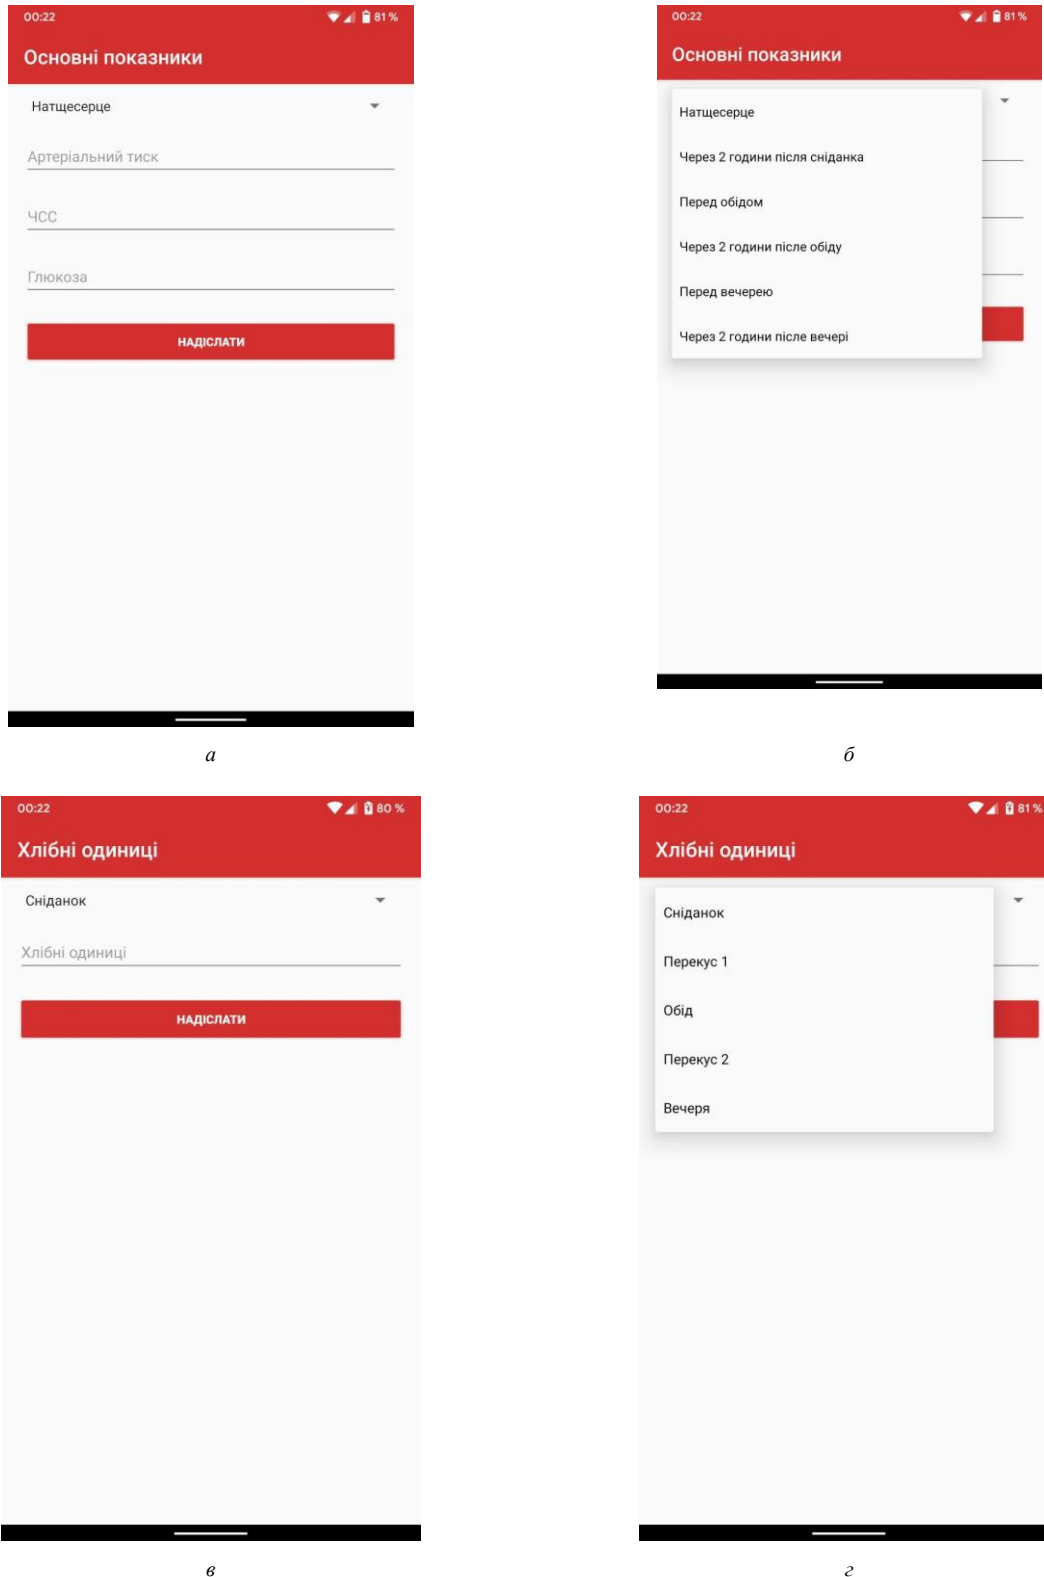 00:22
81 %
Основні показники
Натщесерце
Артеріальний тиск
ЧСС
Глюкоза
НАДІСЛАТИ
а
00:22
81 %
Основні показники
Натщесерце
Через 2 години після сніданка
Перед обідом
Через 2 години після обіду
Перед вечерею
Через 2 години після вечері
б
00:22
80 %
Хлібні одиниці
Сніданок
Хлібні одиниці
НАДІСЛАТИ
в
00:22
81 %
Хлібні одиниці
Сніданок
Перекус 1
Обід
Перекус 2
Вечеря
г